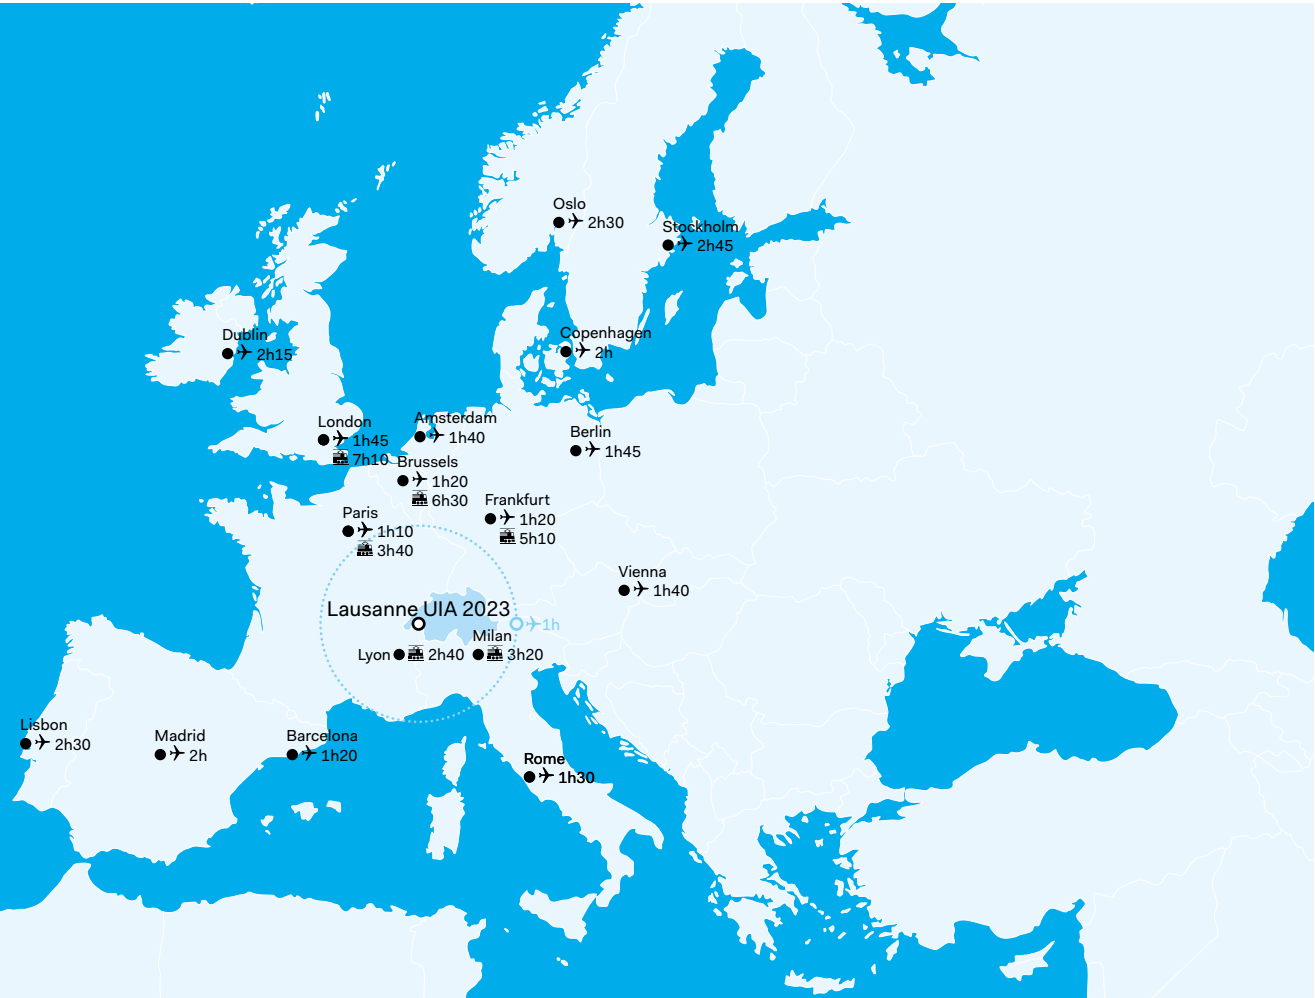 Oslo
2h30
Stockholm
2h45
Dublin
2h15
Copenhagen
2h
London
1h45
7h10
Amsterdam
1h40
Berlin
1h45
Brussels
1h20
6h30
Frankfurt
1h20
5h10
Paris
1h10
3h40
Vienna
1h40
Lausanne UIA 2023
1h
Milan
3h20
Lyon
2h40
Lisbon
2h30
Madrid
2h
Barcelona
1h20
Rome
1h30